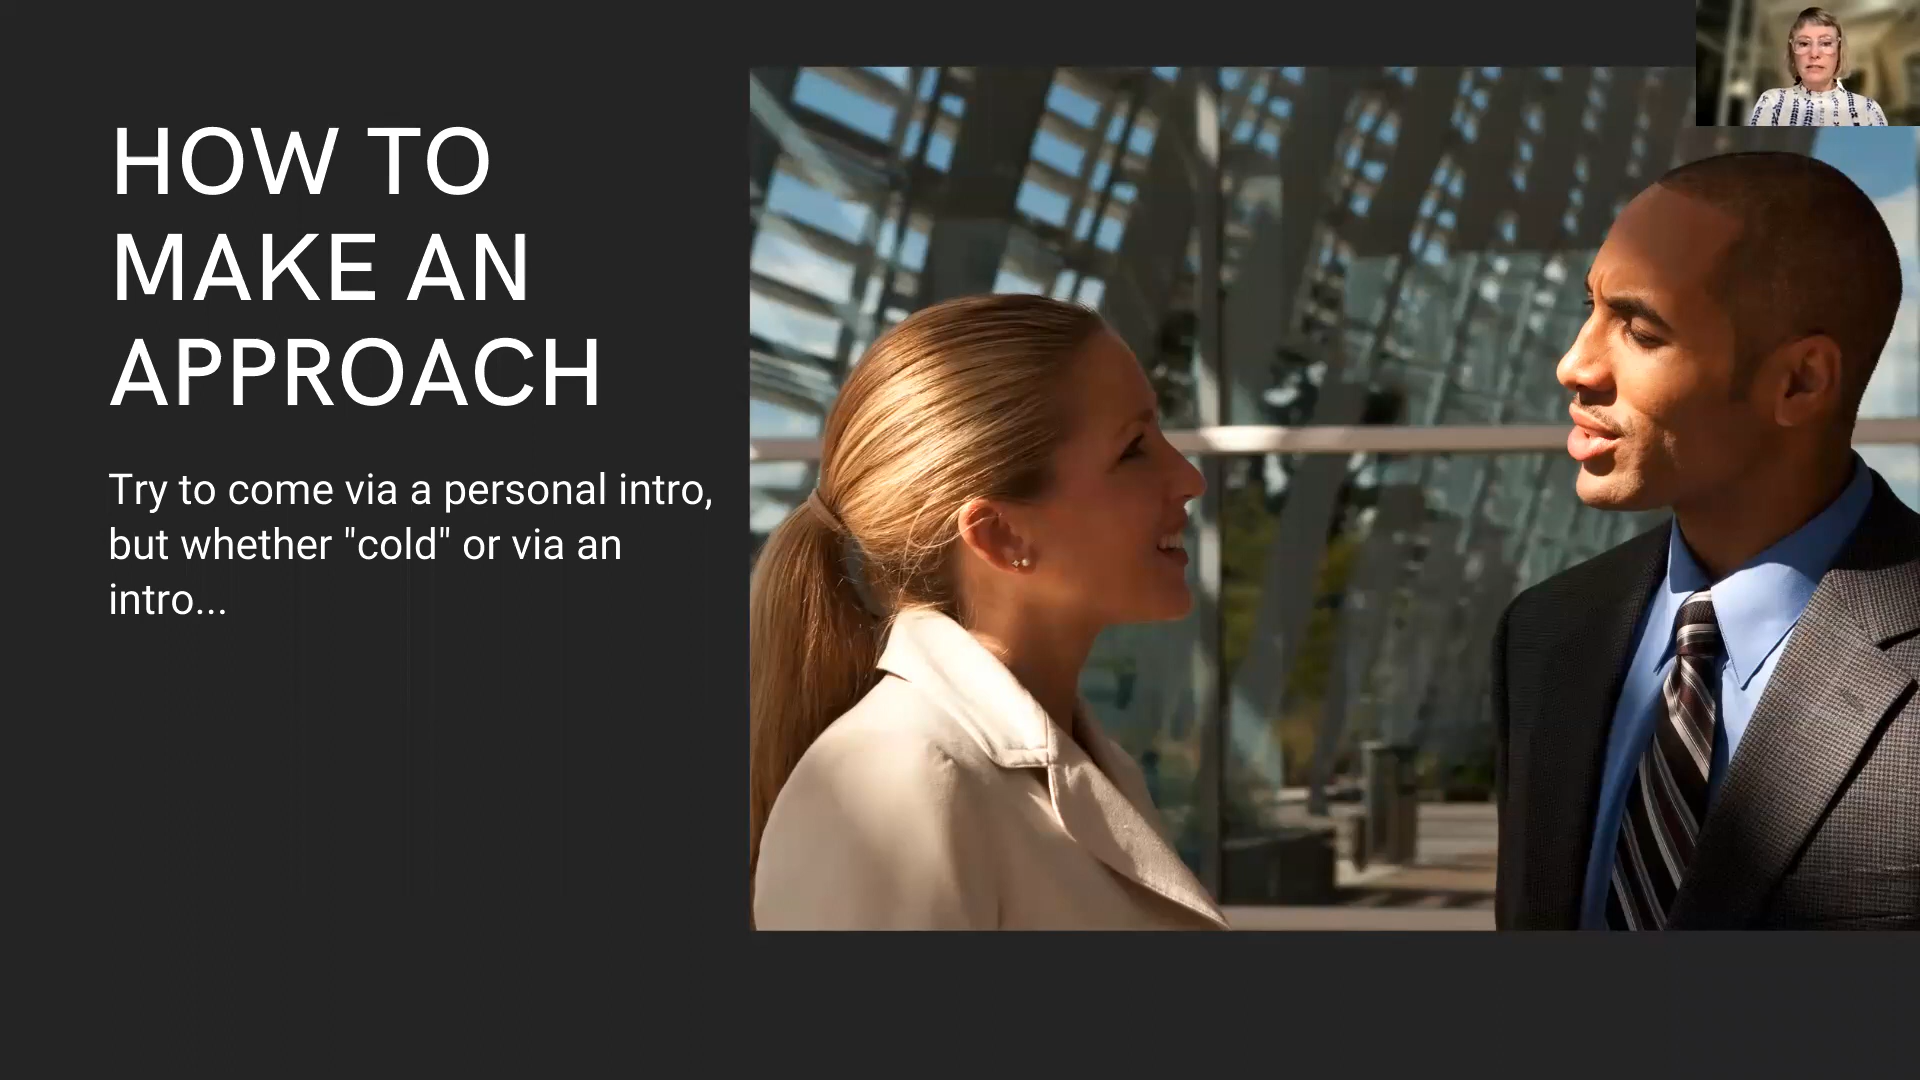 HOW TO
MAKE AN
APPROACH
Try to come via a personal intro,
but whether "cold" or via an
intro...